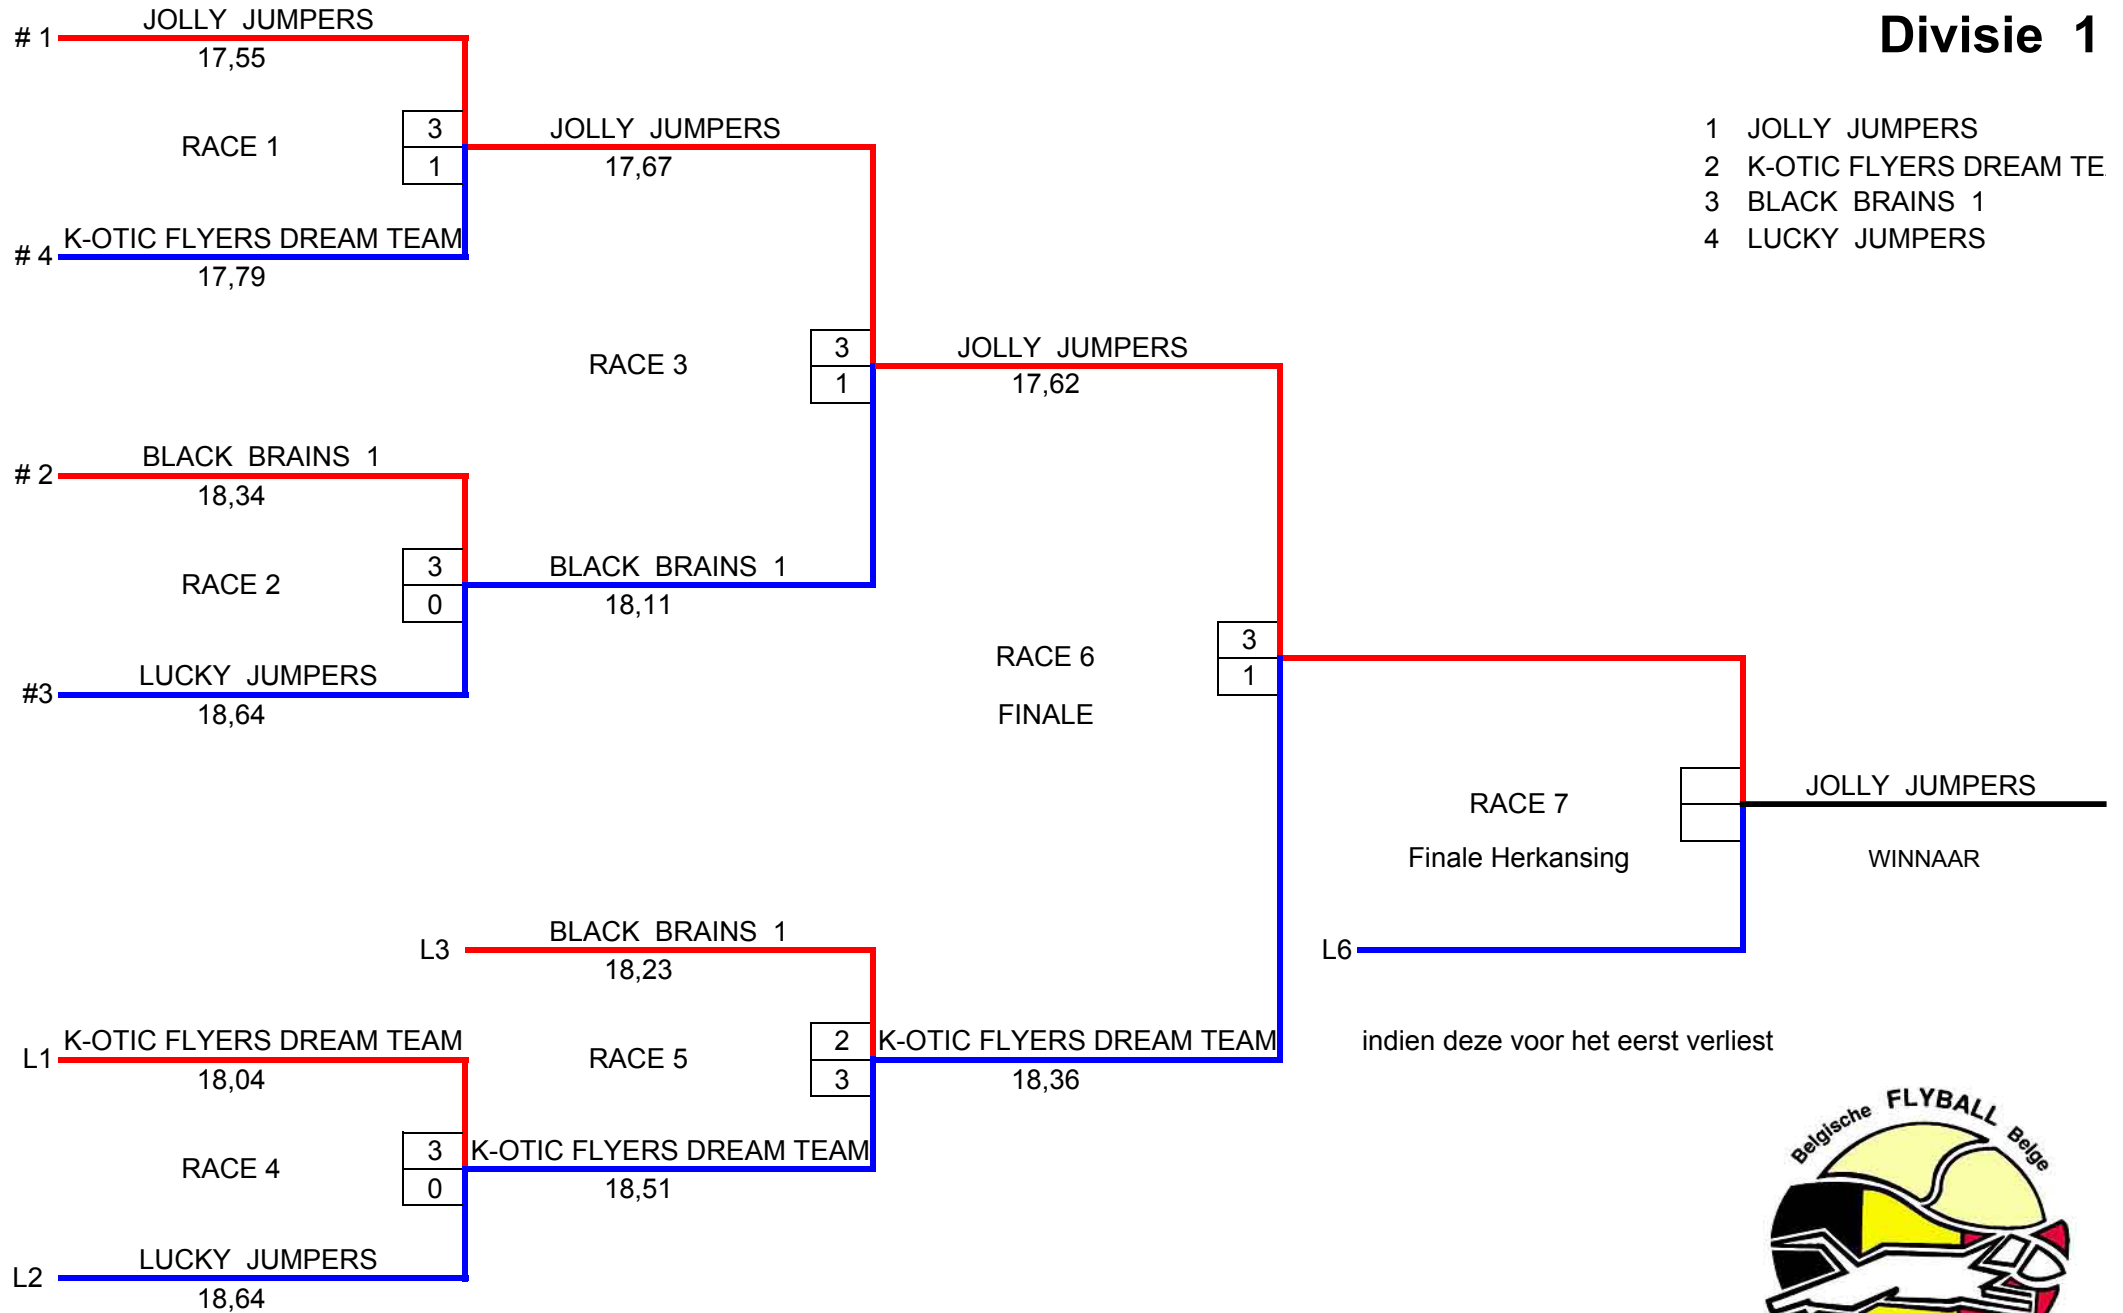 Divisie 1
# 1
JOLLY JUMPERS
17,55
RACE 1
3
1
# 4
K-OTIC FLYERS DREAM TEAM
17,79
JOLLY JUMPERS
17,67
1 JOLLY JUMPERS
2 K-OTIC FLYERS DREAM
3 BLACK BRAINS 1
4 LUCKY JUMPERS
RACE 3
3
1
JOLLY JUMPERS
17,62
# 2
BLACK BRAINS 1
18,34
RACE 2
3
0
BLACK BRAINS 1
18,11
#3
LUCKY JUMPERS
18,64
RACE 6
3
1
FINALE
RACE 7
Finale Herkansing
JOLLY JUMPERS
WINNAAR
L3
BLACK BRAINS 1
18,23
L6
L1
K-OTIC FLYERS DREAM TEAM
18,04
RACE 5
2
3
K-OTIC FLYERS DREAM TEAM
18,36
indien deze voor het eerst verliest
RACE 4
3
0
K-OTIC FLYERS DREAM TEAM
18,51
L2
LUCKY JUMPERS
18,64
Belgische FLYBALL Belge